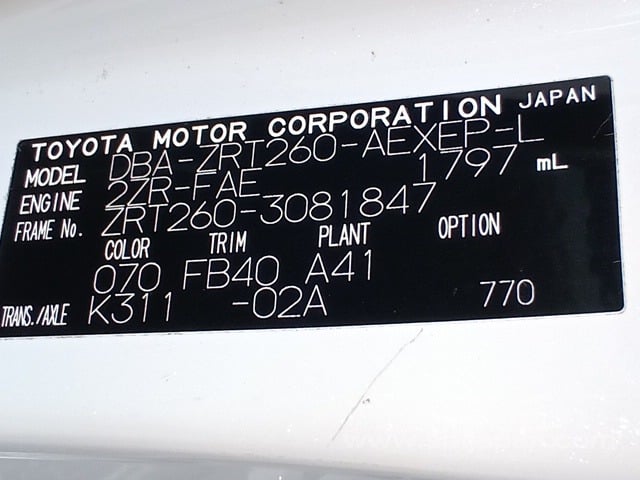 TOYOTA MOTOR CORPORATION JAPAN
MODEL DBA-ZRT260-AEXEP-L
ENGINE 2ZR-FAE 1797 mL
FRAME No. ZRT260-3081847
COLOR TRIM PLANT OPTION
070 FB40 A41
TRANS./AXLE K311 -02A 770